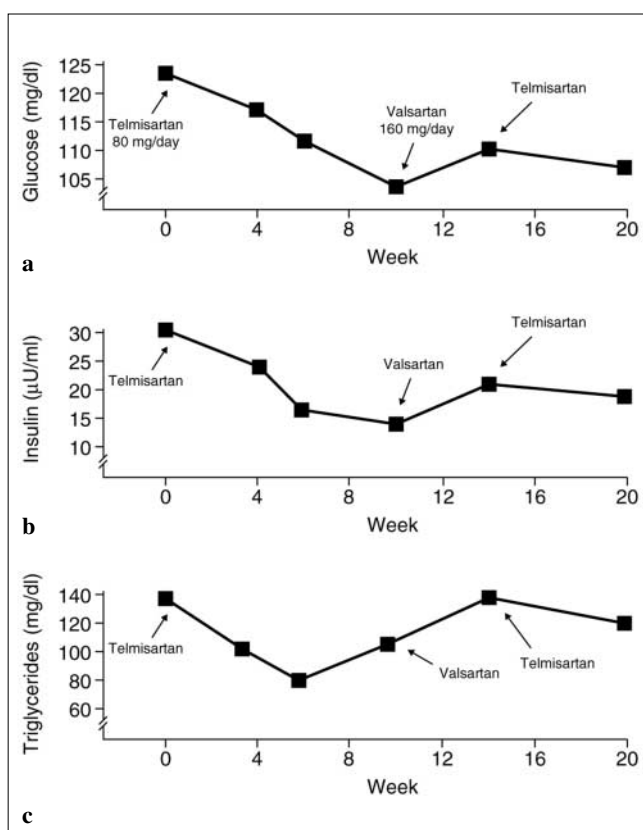 Glucose (mg/dl)
125
120
115
110
105
Telmisartan
80 mg/day
Valsartan
160 mg/day
Telmisartan
0 4 8 12 16 20
Week
a
Insulin (µU/ml)
30
25
20
15
10
Telmisartan
Valsartan
Telmisartan
0 4 8 12 16 20
Week
b
Triglycerides (mg/dl)
140
120
100
80
60
Telmisartan
Valsartan
Telmisartan
0 4 8 12 16 20
Week
c